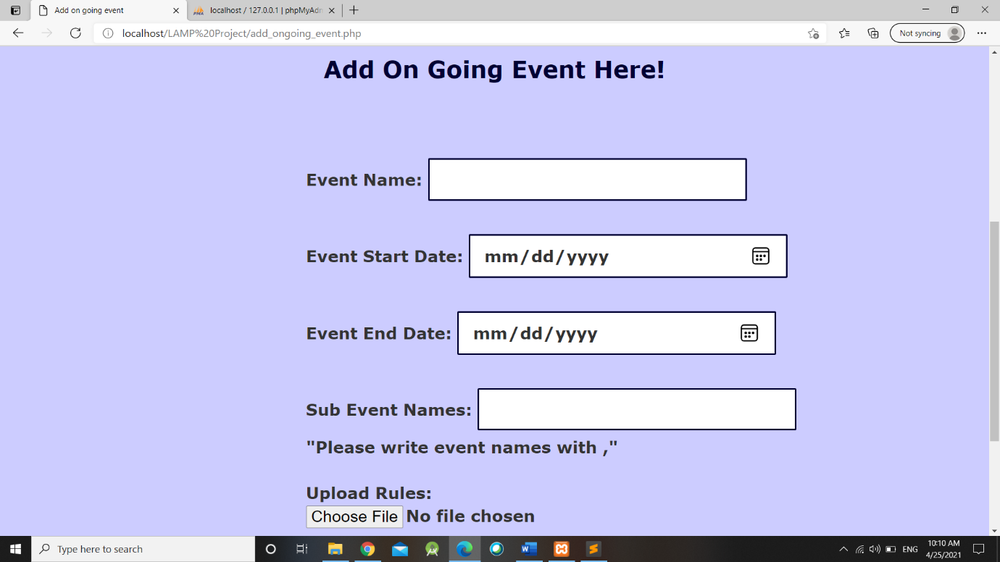 Add on going event
localhost / 127.0.0.1 | phpMyAdm
localhost/LAMP%20Project/add_ongoing_event.php
Not syncing
Add On Going Event Here!
Event Name:
Event Start Date: mm/dd/yyyy
Event End Date: mm/dd/yyyy
Sub Event Names:
"Please write event names with ,"
Upload Rules:
Choose File No file chosen
Type here to search
ENG
10:10 AM
4/25/2021